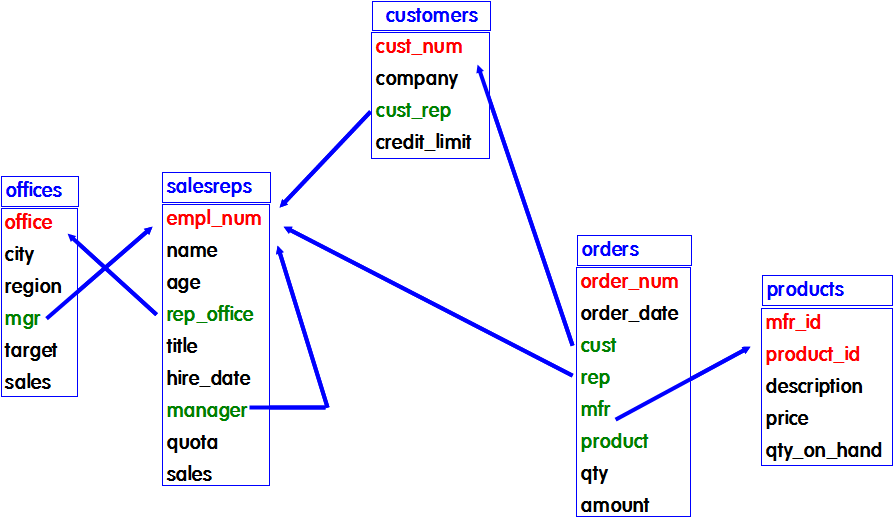 customers
cust_num
company
cust_rep
credit_limit
offices
office
city
region
mgr
target
sales
salesreps
empl_num
name
age
rep_office
title
hire_date
manager
quota
sales
orders
order_num
order_date
cust
rep
mfr
product
qty
amount
products
mfr_id
product_id
description
price
qty_on_hand